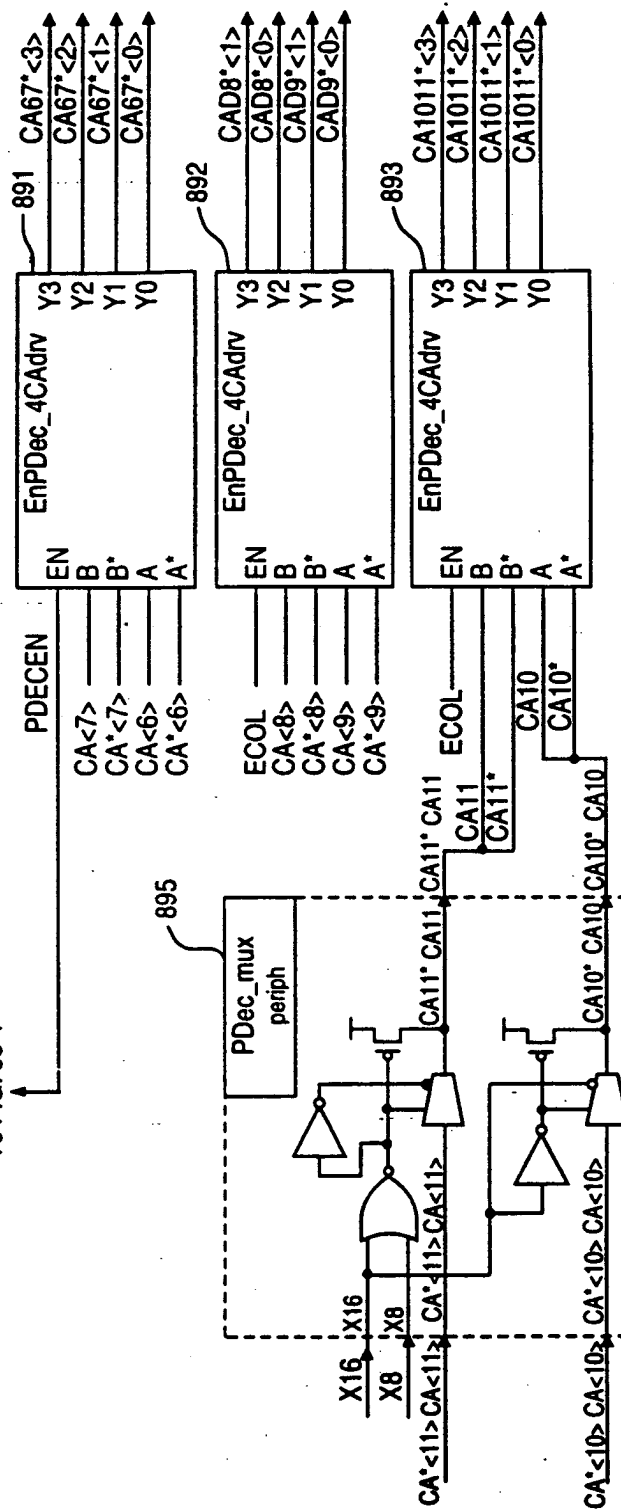 PDECEN
CA<7>
CA*<7>
CA<6>
CA*<6>
EN
B
B*
A
A*
EnPDec_4CAdrv
Y3
Y2
Y1
Y0
891
CA67*<3>
CA67*<2>
CA67*<1>
CA67*<0>
ECOL
CA<8>
CA*<8>
CA<9>
CA*<9>
EN
B
B*
A
A*
EnPDec_4CAdrv
Y3
Y2
Y1
Y0
892
CAD8*<1>
CAD8*<0>
CAD9*<1>
CAD9*<0>
ECOL
CA11
CA11*
CA10
CA10*
EN
B
B*
A
A*
EnPDec_4CAdrv
Y3
Y2
Y1
Y0
893
CA1011*<3>
CA1011*<2>
CA1011*<1>
CA1011*<0>
895
PDec_mux
periph
X16
X16
X8
X8
CA*<11> CA<11>
CA*<11> CA<11>
CA11* CA11
CA11* CA11
CA*<10> CA<10>
CA*<10> CA<10>
CA10* CA10
CA10* CA10